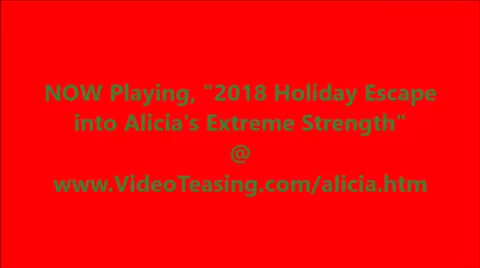 NOW Playing, "2018 Holiday Escape
into Alicia's Extreme Strength"
@
www.VideoTeasing.com/alicia.htm